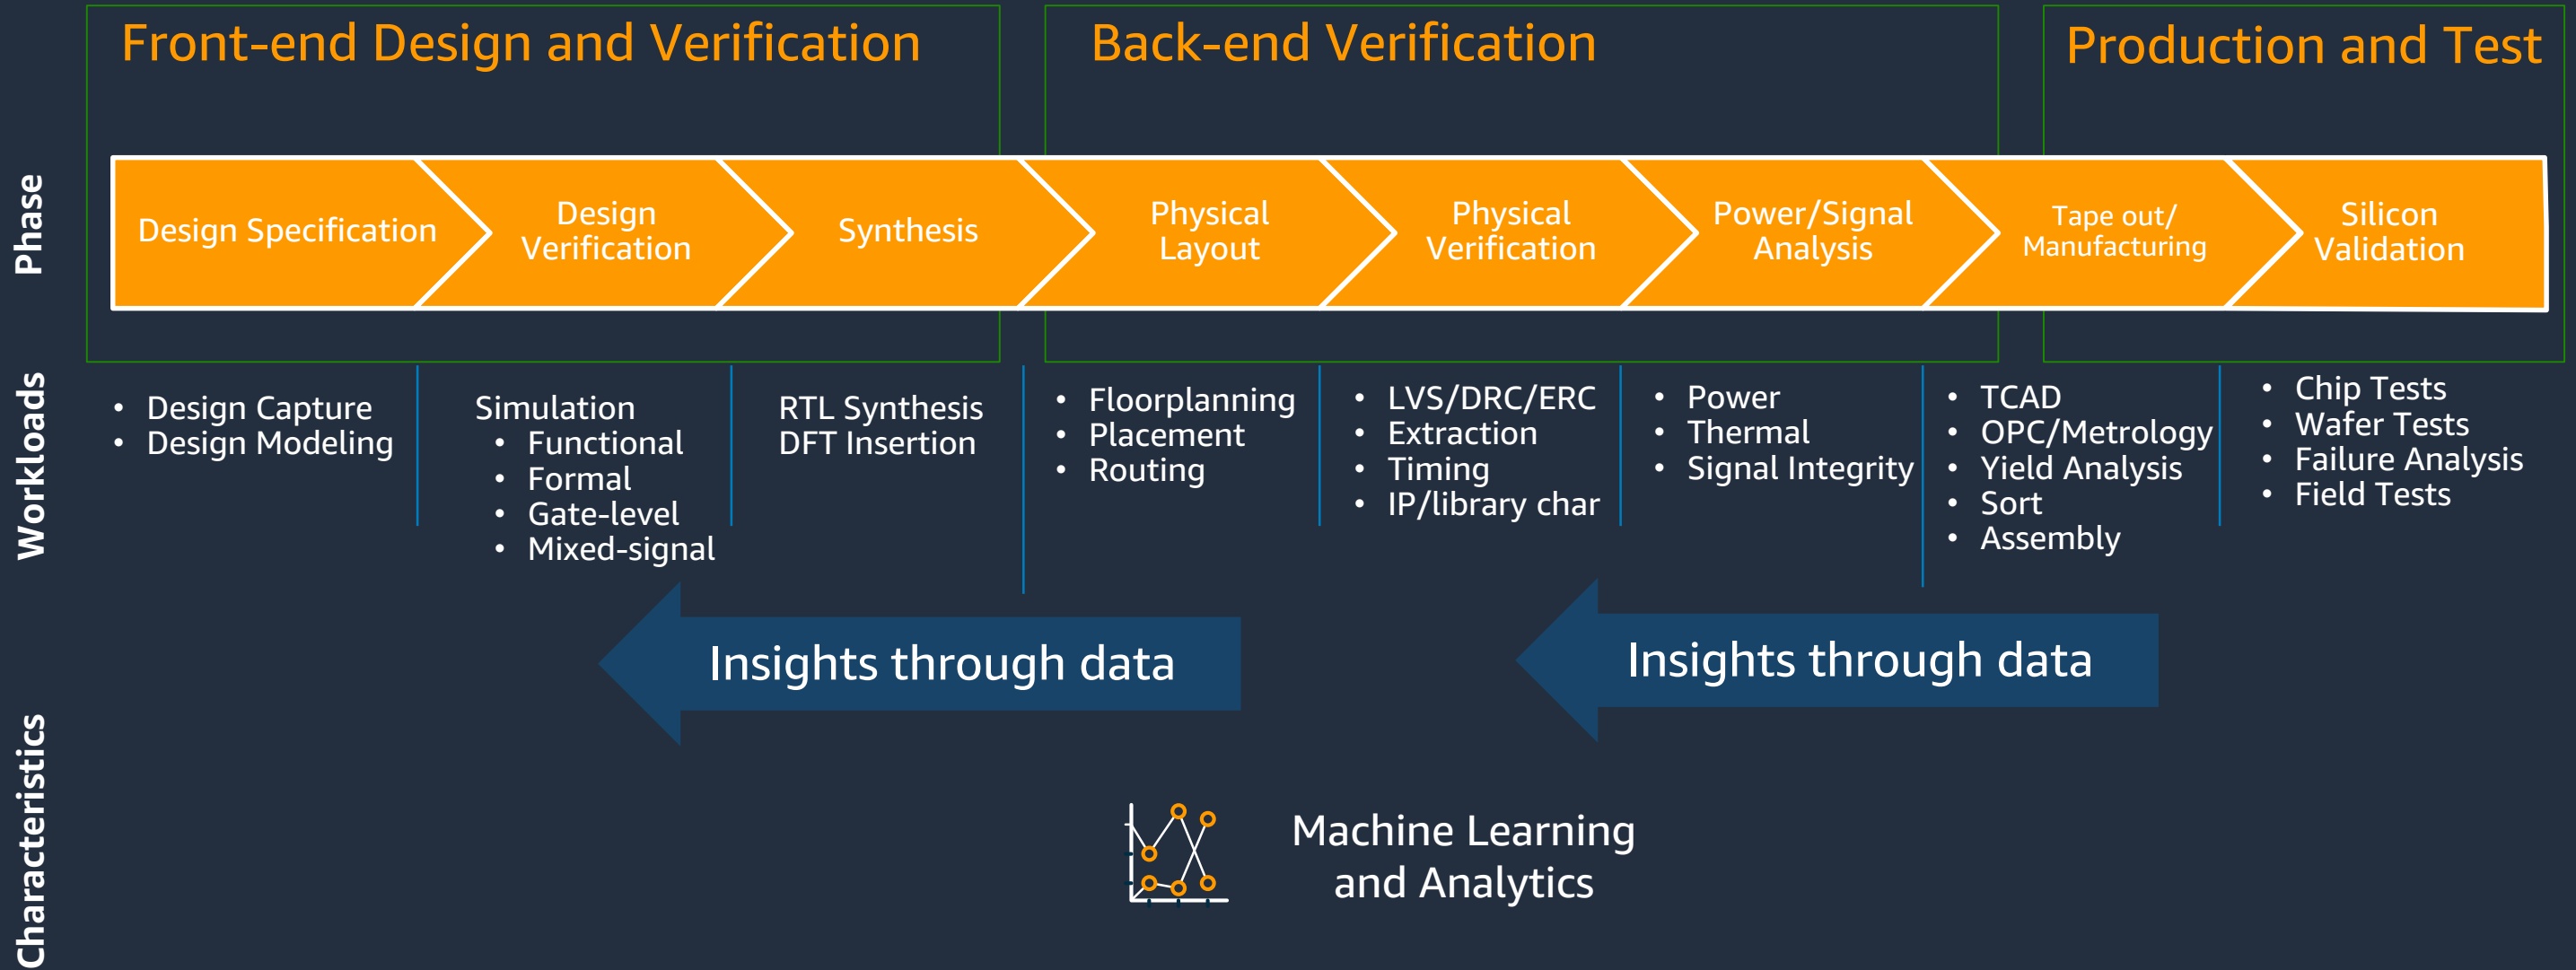 Front-end Design and Verification
Back-end Verification
Production and Test
Phase
Design Specification
Design
Verification
Synthesis
Physical
Layout
Physical
Verification
Power/Signal
Analysis
Tape out/
Manufacturing
Silicon
Validation
Workloads
• Design Capture
• Design Modeling
Simulation
• Functional
• Formal
• Gate-level
• Mixed-signal
RTL Synthesis
DFT Insertion
• Floorplanning
• Placement
• Routing
• LVS/DRC/ERC
• Extraction
• Timing
• IP/library char
• Power
• Thermal
• Signal Integrity
• TCAD
• OPC/Metrology
• Yield Analysis
• Sort
• Assembly
• Chip Tests
• Wafer Tests
• Failure Analysis
• Field Tests
Insights through data
Insights through data
Characteristics
Machine Learning
and Analytics